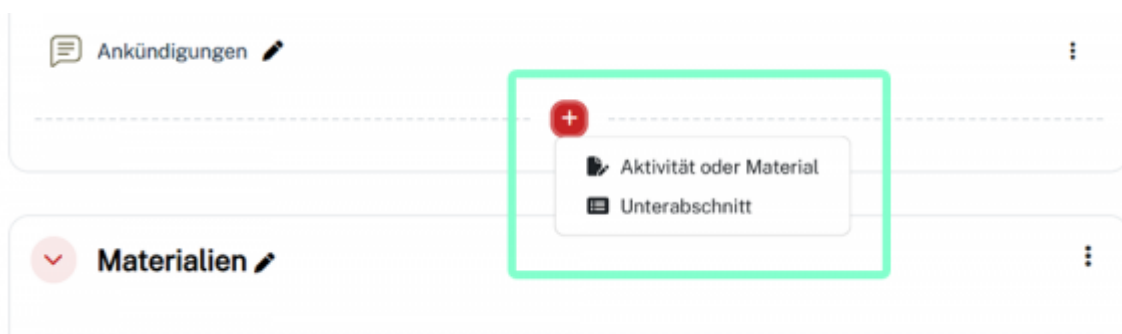 Ankündigungen
+
Aktivität oder Material
Unterabschnitt
Materialien